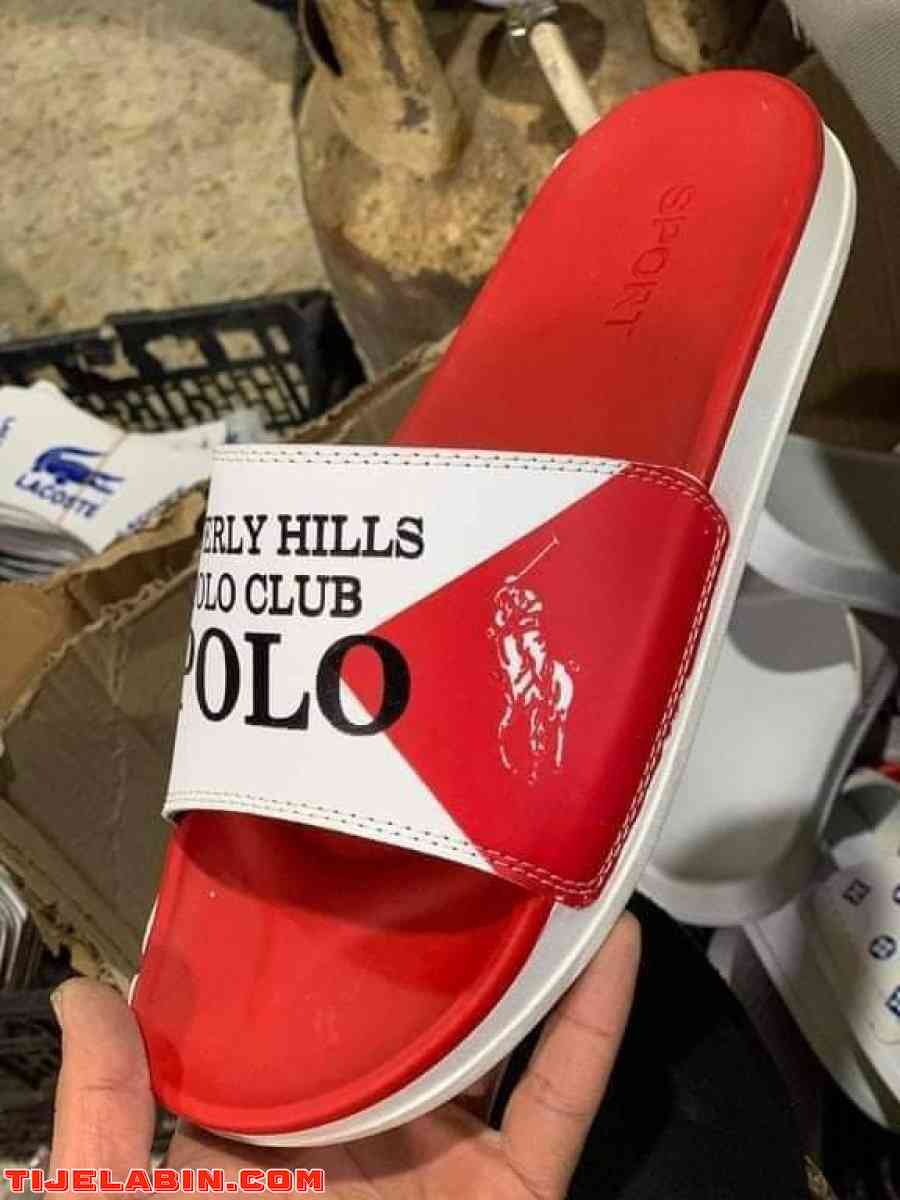 SPORT
LACOSTE
ERLY HILLS
OLO CLUB
POLO
TIJELABIN.COM